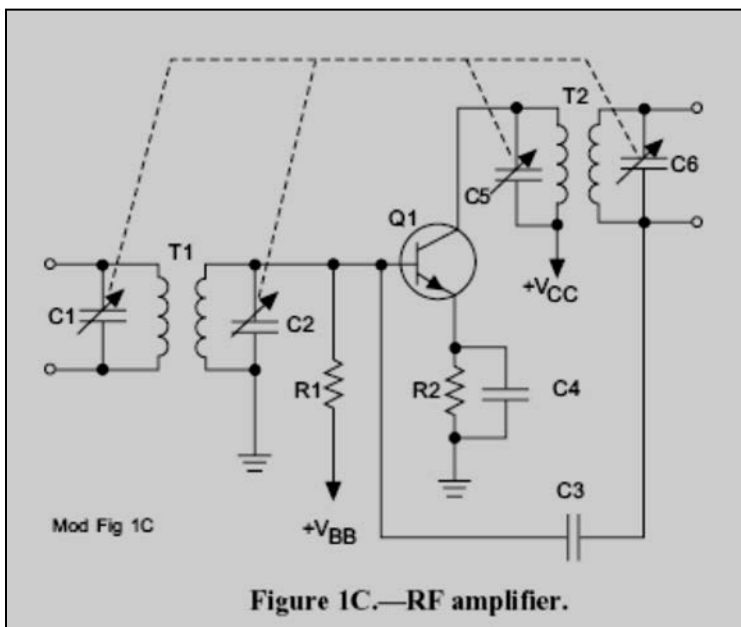 T2
C5
C6
Q1
T1
+VCC
C1
C2
R1
R2
C4
C3
Mod Fig 1C
+VBB
Figure 1C.—RF amplifier.